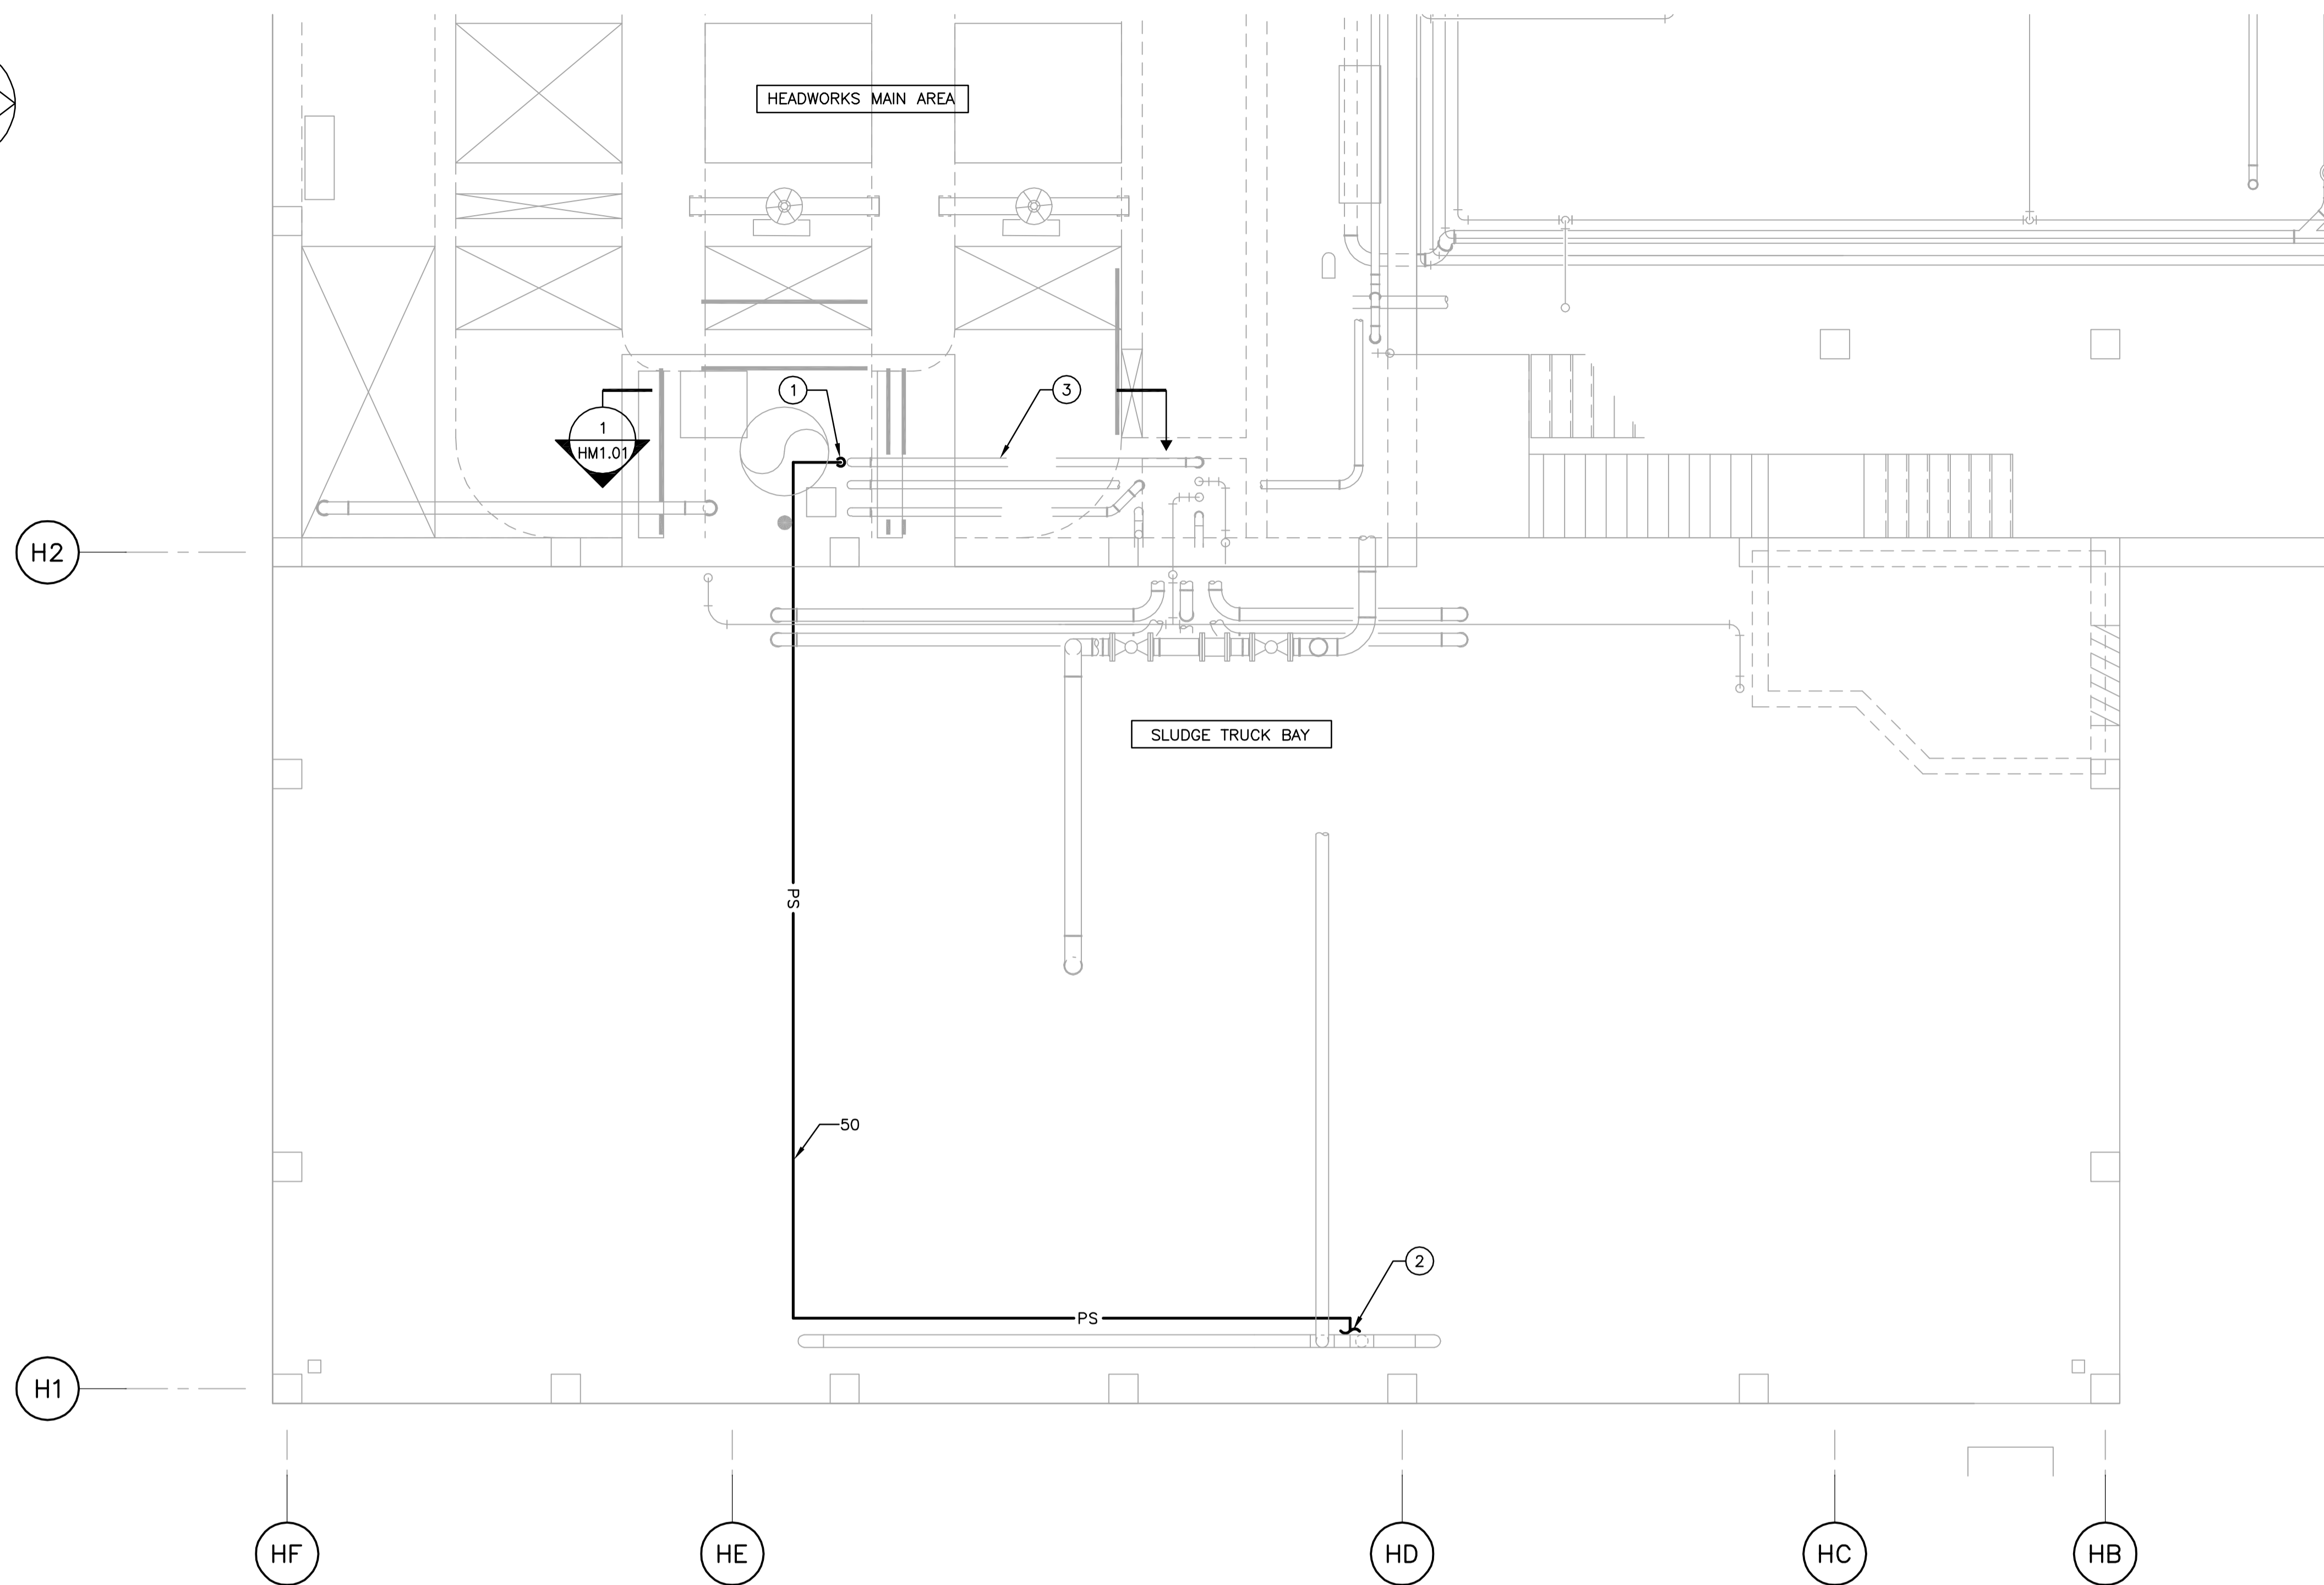 HEADWORKS MAIN AREA
1
3
1
HM1.01
H2
SLUDGE TRUCK BAY
PS
50
2
PS
H1
HF
HE
HD
HC
HB